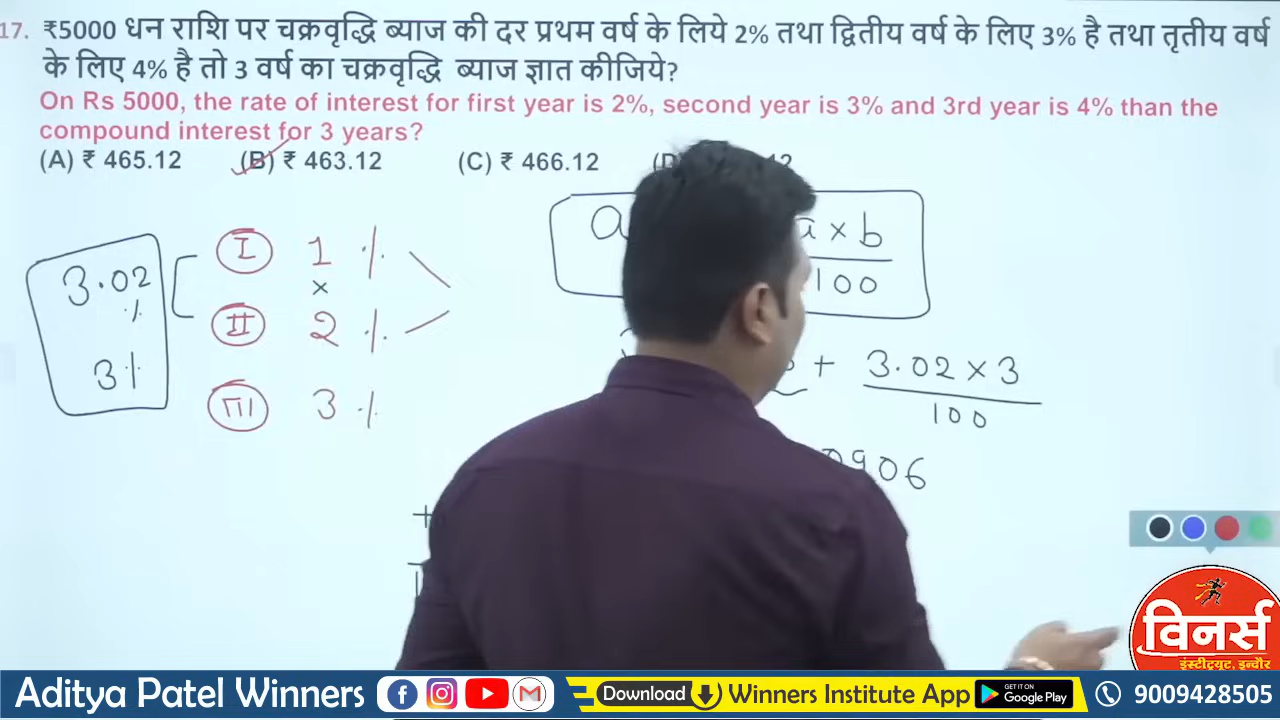 17. ₹5000 धन राशि पर चक्रवृद्धि ब्याज की दर प्रथम वर्ष के लिये 2% तथा द्वितीय वर्ष के लिए 3% है तथा तृतीय वर्ष
के लिए 4% है तो 3 वर्ष का चक्रवृद्धि ब्याज ज्ञात कीजिये?
On Rs 5000, the rate of interest for first year is 2%, second year is 3% and 3rd year is 4% than the
compound interest for 3 years?
(A) ₹ 465.12 (B) ₹ 463.12 (C) ₹ 466.12
a a × b
100
I 1 %
3.02 %
×
II 2 %
3%
III 3 %
+ 3.02 × 3
100
0906
+
विनर्स
इंस्टीट्यूट, इन्दौर
Aditya Patel Winners Download Winners Institute App GET IT ON Google Play 9009428505